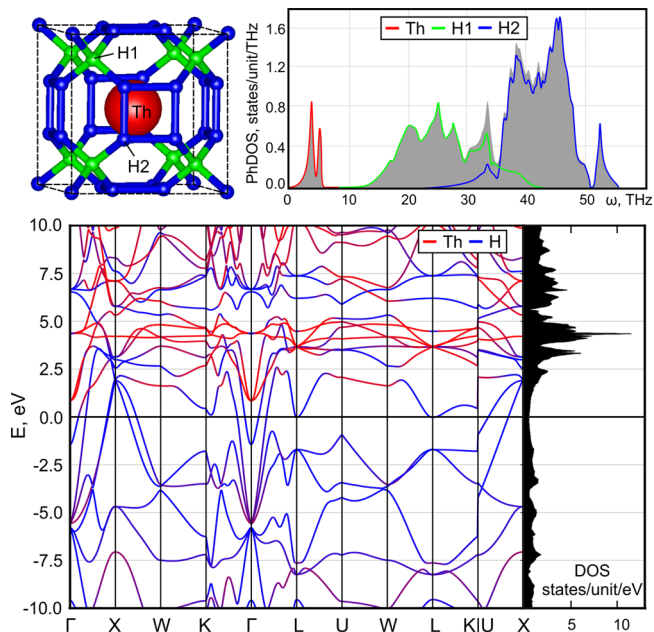 H1
Th
H2
PhDOS, states/unit/THz
1.6
1.2
0.8
0.4
0.0
Th H1 H2
0 10 20 30 40 50 ω, THz
E, eV
10.0
7.5
5.0
2.5
0.0
-2.5
-5.0
-7.5
-10.0
Th H
DOS
states/unit/eV
Γ X W K Γ L U W L K|U X 5 10